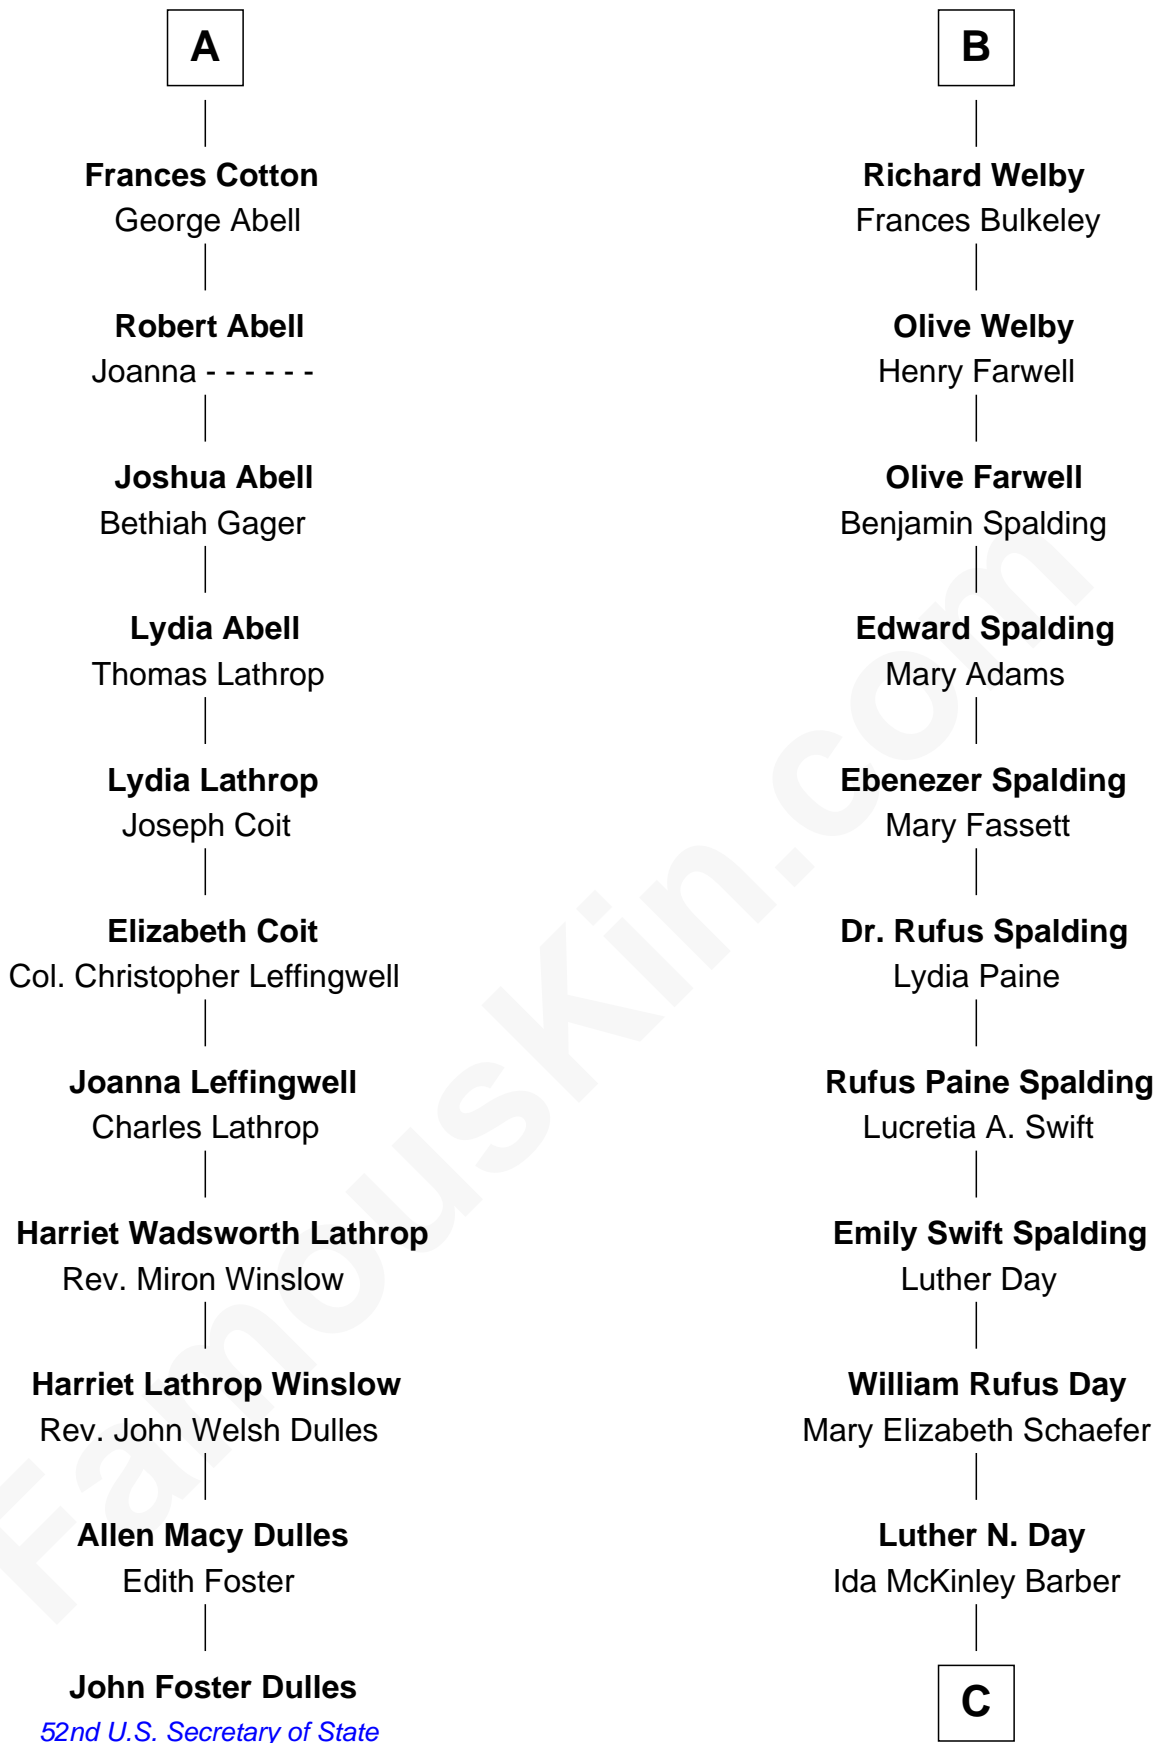 A
Frances Cotton
George Abell
Robert Abell
Joanna - - - - - -
Joshua Abell
Bethiah Gager
Lydia Abell
Thomas Lathrop
Lydia Lathrop
Joseph Coit
Elizabeth Coit
Col. Christopher Leffingwell
Joanna Leffingwell
Charles Lathrop
Harriet Wadsworth Lathrop
Rev. Miron Winslow
Harriet Lathrop Winslow
Rev. John Welsh Dulles
Allen Macy Dulles
Edith Foster
John Foster Dulles
52nd U.S. Secretary of State
B
Richard Welby
Frances Bulkeley
Olive Welby
Henry Farwell
Olive Farwell
Benjamin Spalding
Edward Spalding
Mary Adams
Ebenezer Spalding
Mary Fassett
Dr. Rufus Spalding
Lydia Paine
Rufus Paine Spalding
Lucretia A. Swift
Emily Swift Spalding
Luther Day
William Rufus Day
Mary Elizabeth Schaefer
Luther N. Day
Ida McKinley Barber
C
FamousKin.com